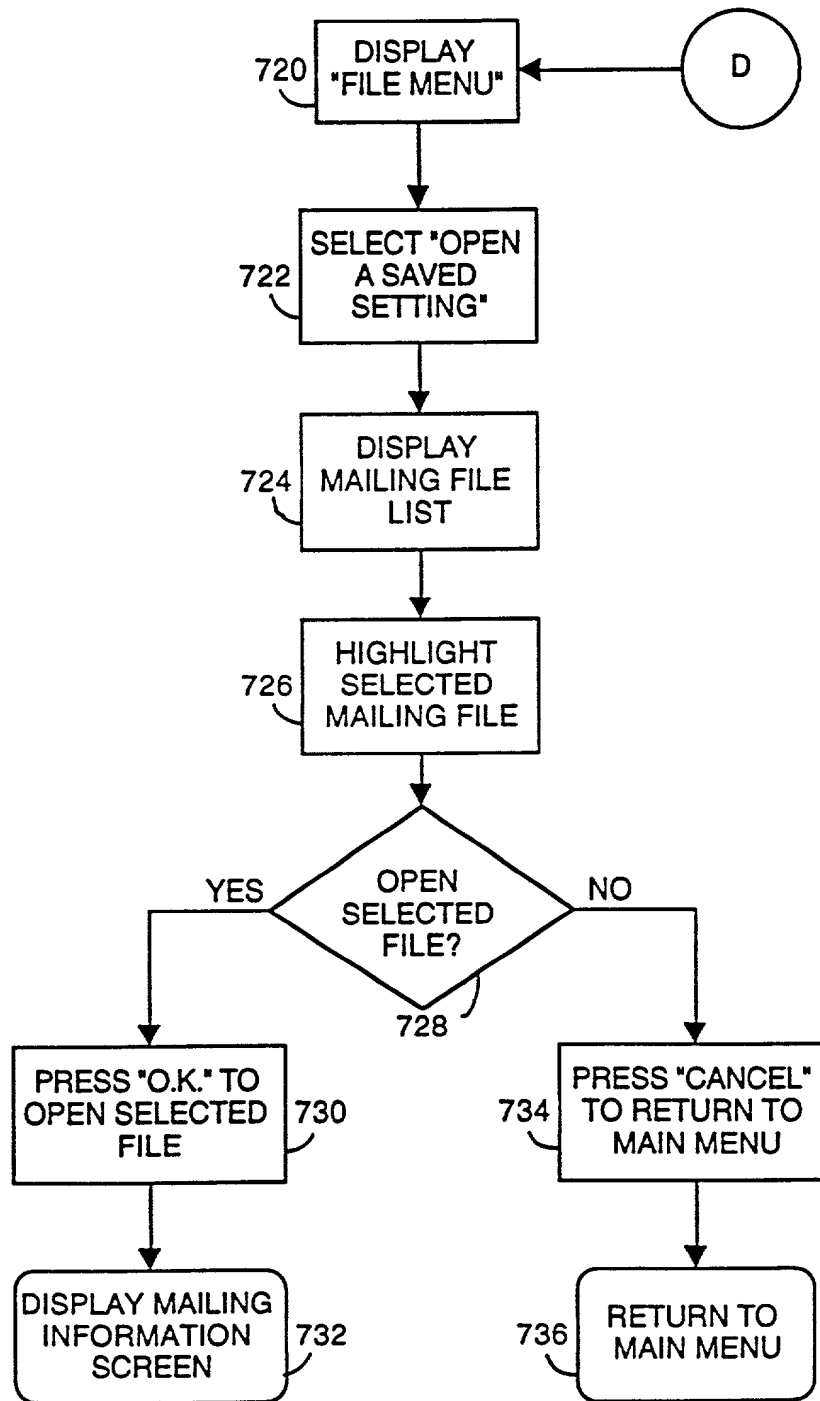 DISPLAY
"FILE MENU"
720
D
SELECT "OPEN
A SAVED
SETTING"
722
DISPLAY
MAILING FILE
LIST
724
HIGHLIGHT
SELECTED
MAILING FILE
726
OPEN
SELECTED
FILE?
YES
NO
728
PRESS "O.K." TO
OPEN SELECTED
FILE
730
PRESS "CANCEL"
TO RETURN TO
MAIN MENU
734
DISPLAY MAILING
INFORMATION
SCREEN
732
RETURN TO
MAIN MENU
736